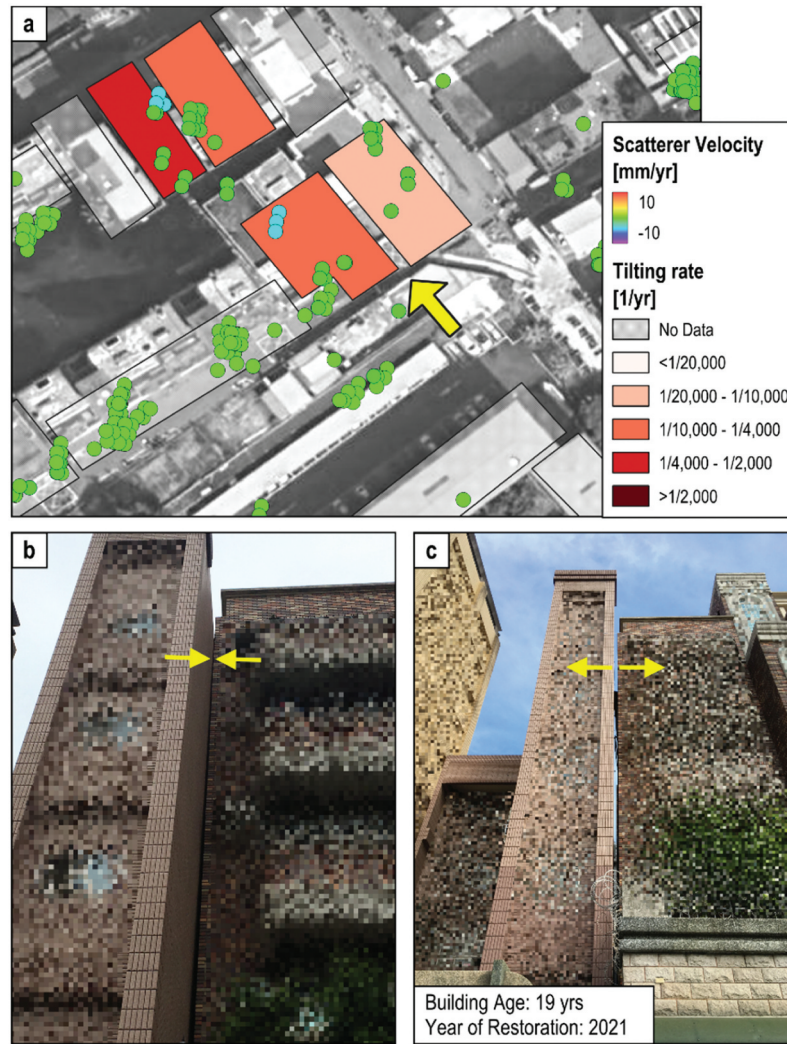 a
Scatterer Velocity
[mm/yr]
10
-10
Tilting rate
[1/yr]
No Data
<1/20,000
1/20,000 - 1/10,000
1/10,000 - 1/4,000
1/4,000 - 1/2,000
>1/2,000
b
c
Building Age: 19 yrs
Year of Restoration: 2021